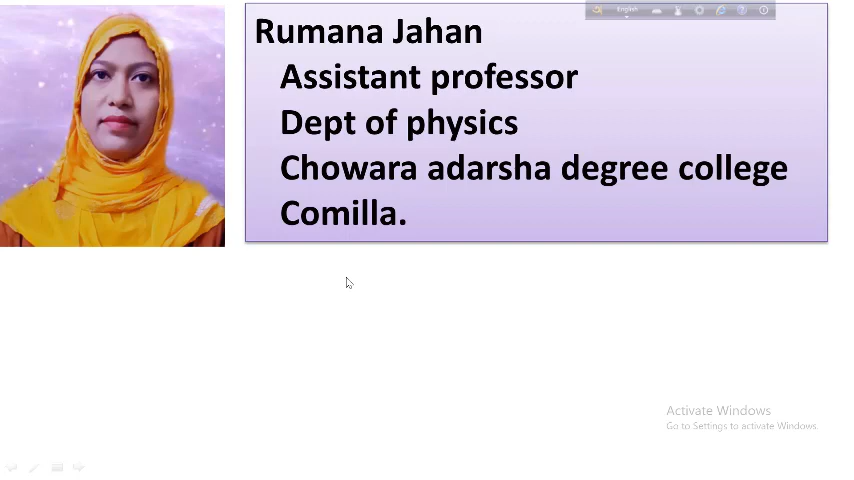 English
Rumana Jahan
Assistant professor
Dept of physics
Chowara adarsha degree college
Comilla.
Activate Windows
Go to Settings to activate Windows.